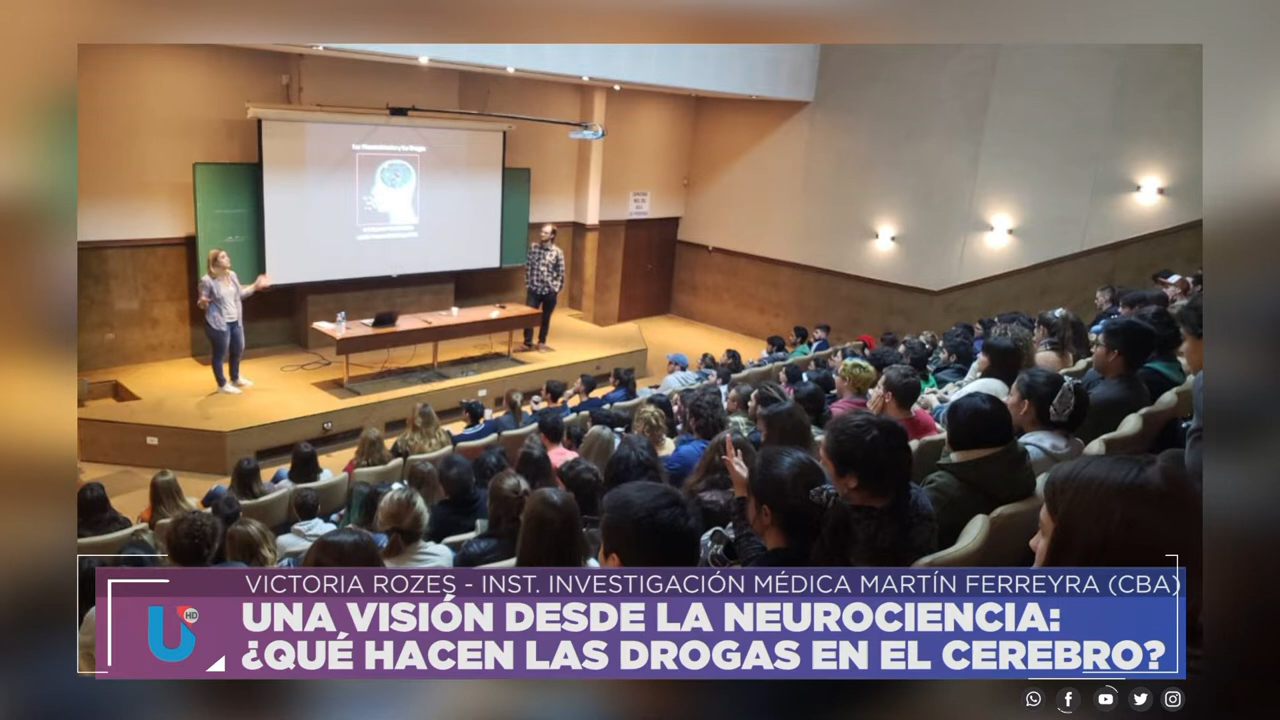 VICTORIA ROZES - INST. INVESTIGACIÓN MÉDICA MARTÍN FERREYRA (CBA)
HD
UNA VISIÓN DESDE LA NEUROCIENCIA:
¿QUÉ HACEN LAS DROGAS EN EL CEREBRO?